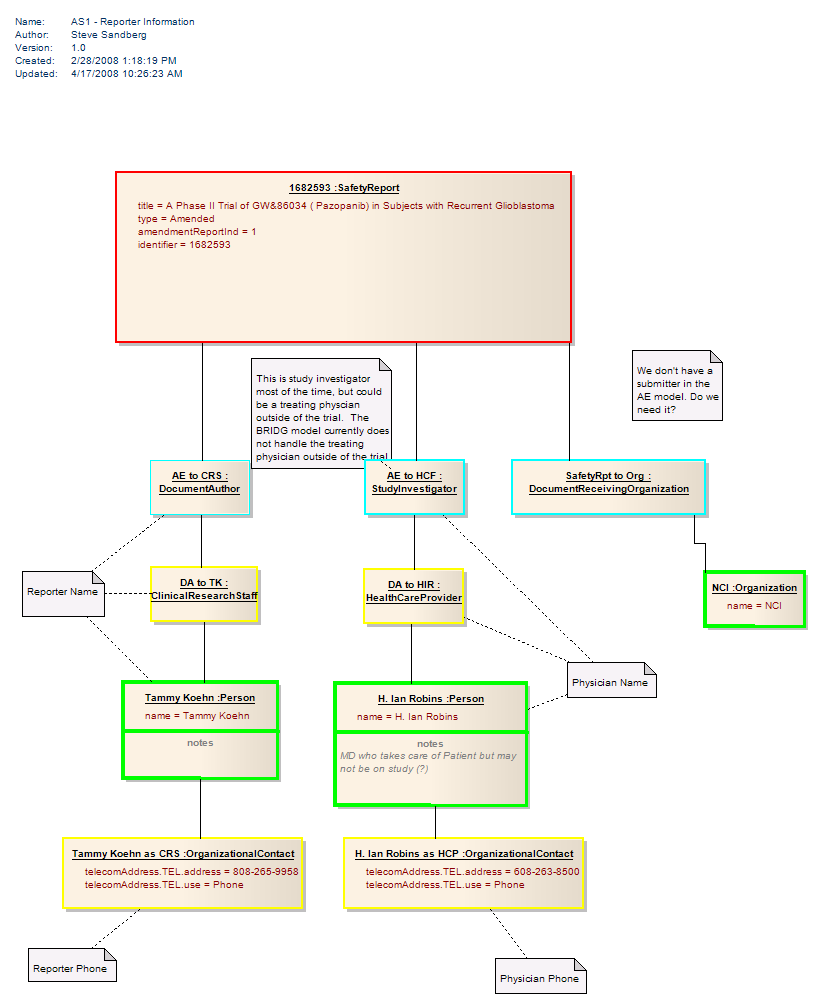 Name: AS1 - Reporter Information
Author: Steve Sandberg
Version: 1.0
Created: 2/28/2008 1:18:19 PM
Updated: 4/17/2008 10:26:23 AM
1682593 :SafetyReport
title = A Phase II Trial of GW&86034 ( Pazopanib) in Subjects with Recurrent Glioblastoma
type = Amended
amendmentReportInd = 1
identifier = 1682593
This is study investigator
most of the time, but could
be a treating physcian
outside of the trial. The
BRIDG model currently does
not handle the treating
physician outside of the trial
We don't have a
submitter in the
AE model. Do we
need it?
AE to CRS :
DocumentAuthor
AE to HCF :
StudyInvestigator
SafetyRpt to Org :
DocumentReceivingOrganization
Reporter Name
DA to TK :
ClinicalResearchStaff
DA to HIR :
HealthCareProvider
NCI :Organization
name = NCI
Physician Name
Tammy Koehn :Person
name = Tammy Koehn
notes
H. Ian Robins :Person
name = H. Ian Robins
notes
MD who takes care of Patient but may
not be on study (?)
Tammy Koehn as CRS :OrganizationalContact
telecomAddress.TEL.address = 808-265-9958
telecomAddress.TEL.use = Phone
H. Ian Robins as HCP :OrganizationalContact
telecomAddress.TEL.address = 608-263-8500
telecomAddress.TEL.use = Phone
Reporter Phone
Physician Phone